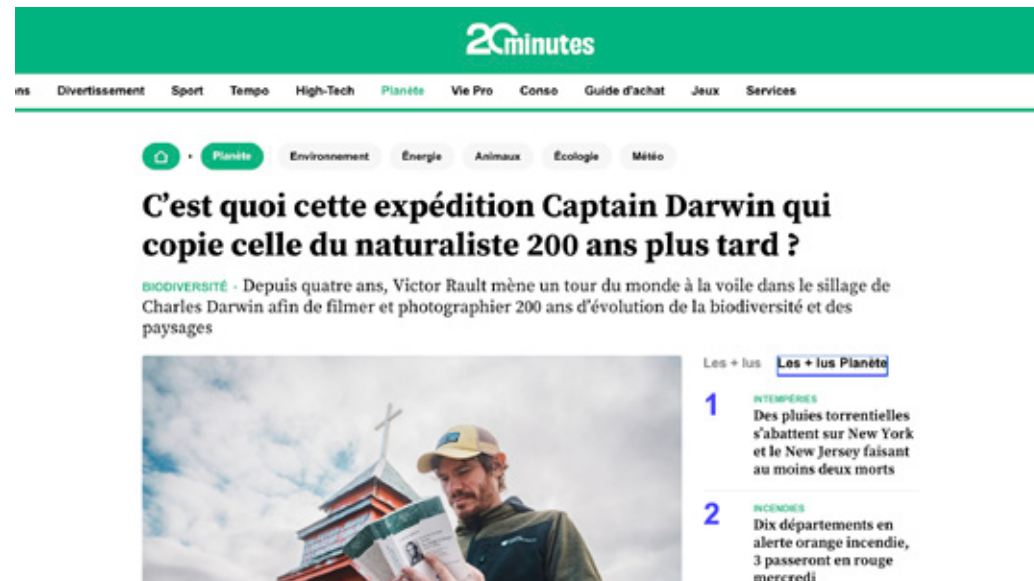 20minutes
ns Divertissement Sport Tempo High-Tech Planète Vie Pro Conso Guide d'achat Jeux Services
Planète Environnement Énergie Animaux Écologie Météo
C'est quoi cette expédition Captain Darwin qui
copie celle du naturaliste 200 ans plus tard ?
BIODIVERSITÉ - Depuis quatre ans, Victor Rault mène un tour du monde à la voile dans le sillage de
Charles Darwin afin de filmer et photographier 200 ans d'évolution de la biodiversité et des
paysages
Les + lus Les + lus Planète
1 INTEMPÉRIES
Des pluies torrentielles
s'abattent sur New York
et le New Jersey faisant
au moins deux morts
2 INCENDIES
Dix départements en
alerte orange incendie,
3 passeront en rouge
mercredi